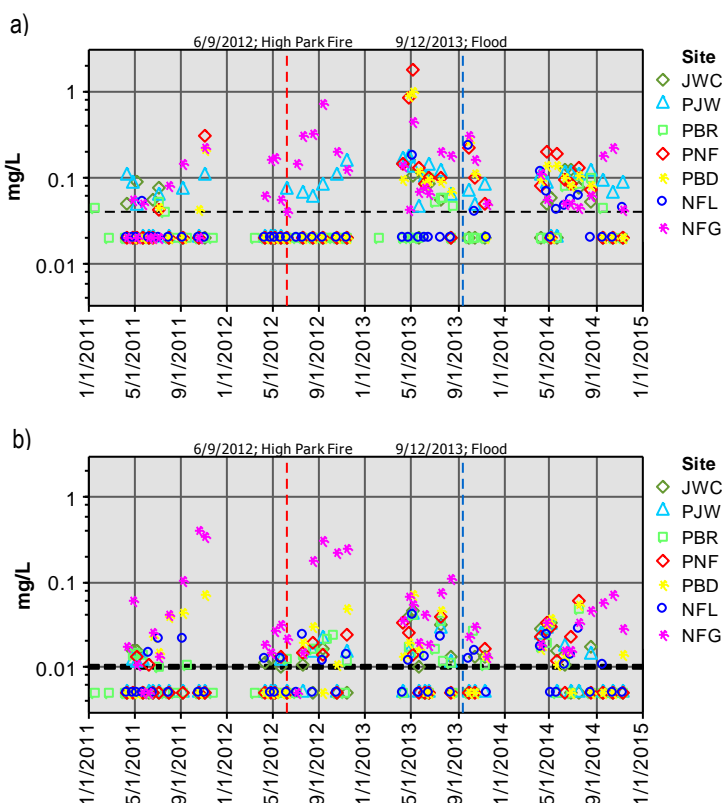 a)
6/9/2012; High Park Fire 9/12/2013; Flood
mg/L
1
0.1
0.01
1/1/2011
5/1/2011
9/1/2011
1/1/2012
5/1/2012
9/1/2012
1/1/2013
5/1/2013
9/1/2013
1/1/2014
5/1/2014
9/1/2014
1/1/2015
Site
JWC
PJW
PBR
PNF
PBD
NFL
NFG
b)
6/9/2012; High Park Fire 9/12/2013; Flood
mg/L
1
0.1
0.01
1/1/2011
5/1/2011
9/1/2011
1/1/2012
5/1/2012
9/1/2012
1/1/2013
5/1/2013
9/1/2013
1/1/2014
5/1/2014
9/1/2014
1/1/2015
Site
JWC
PJW
PBR
PNF
PBD
NFL
NFG